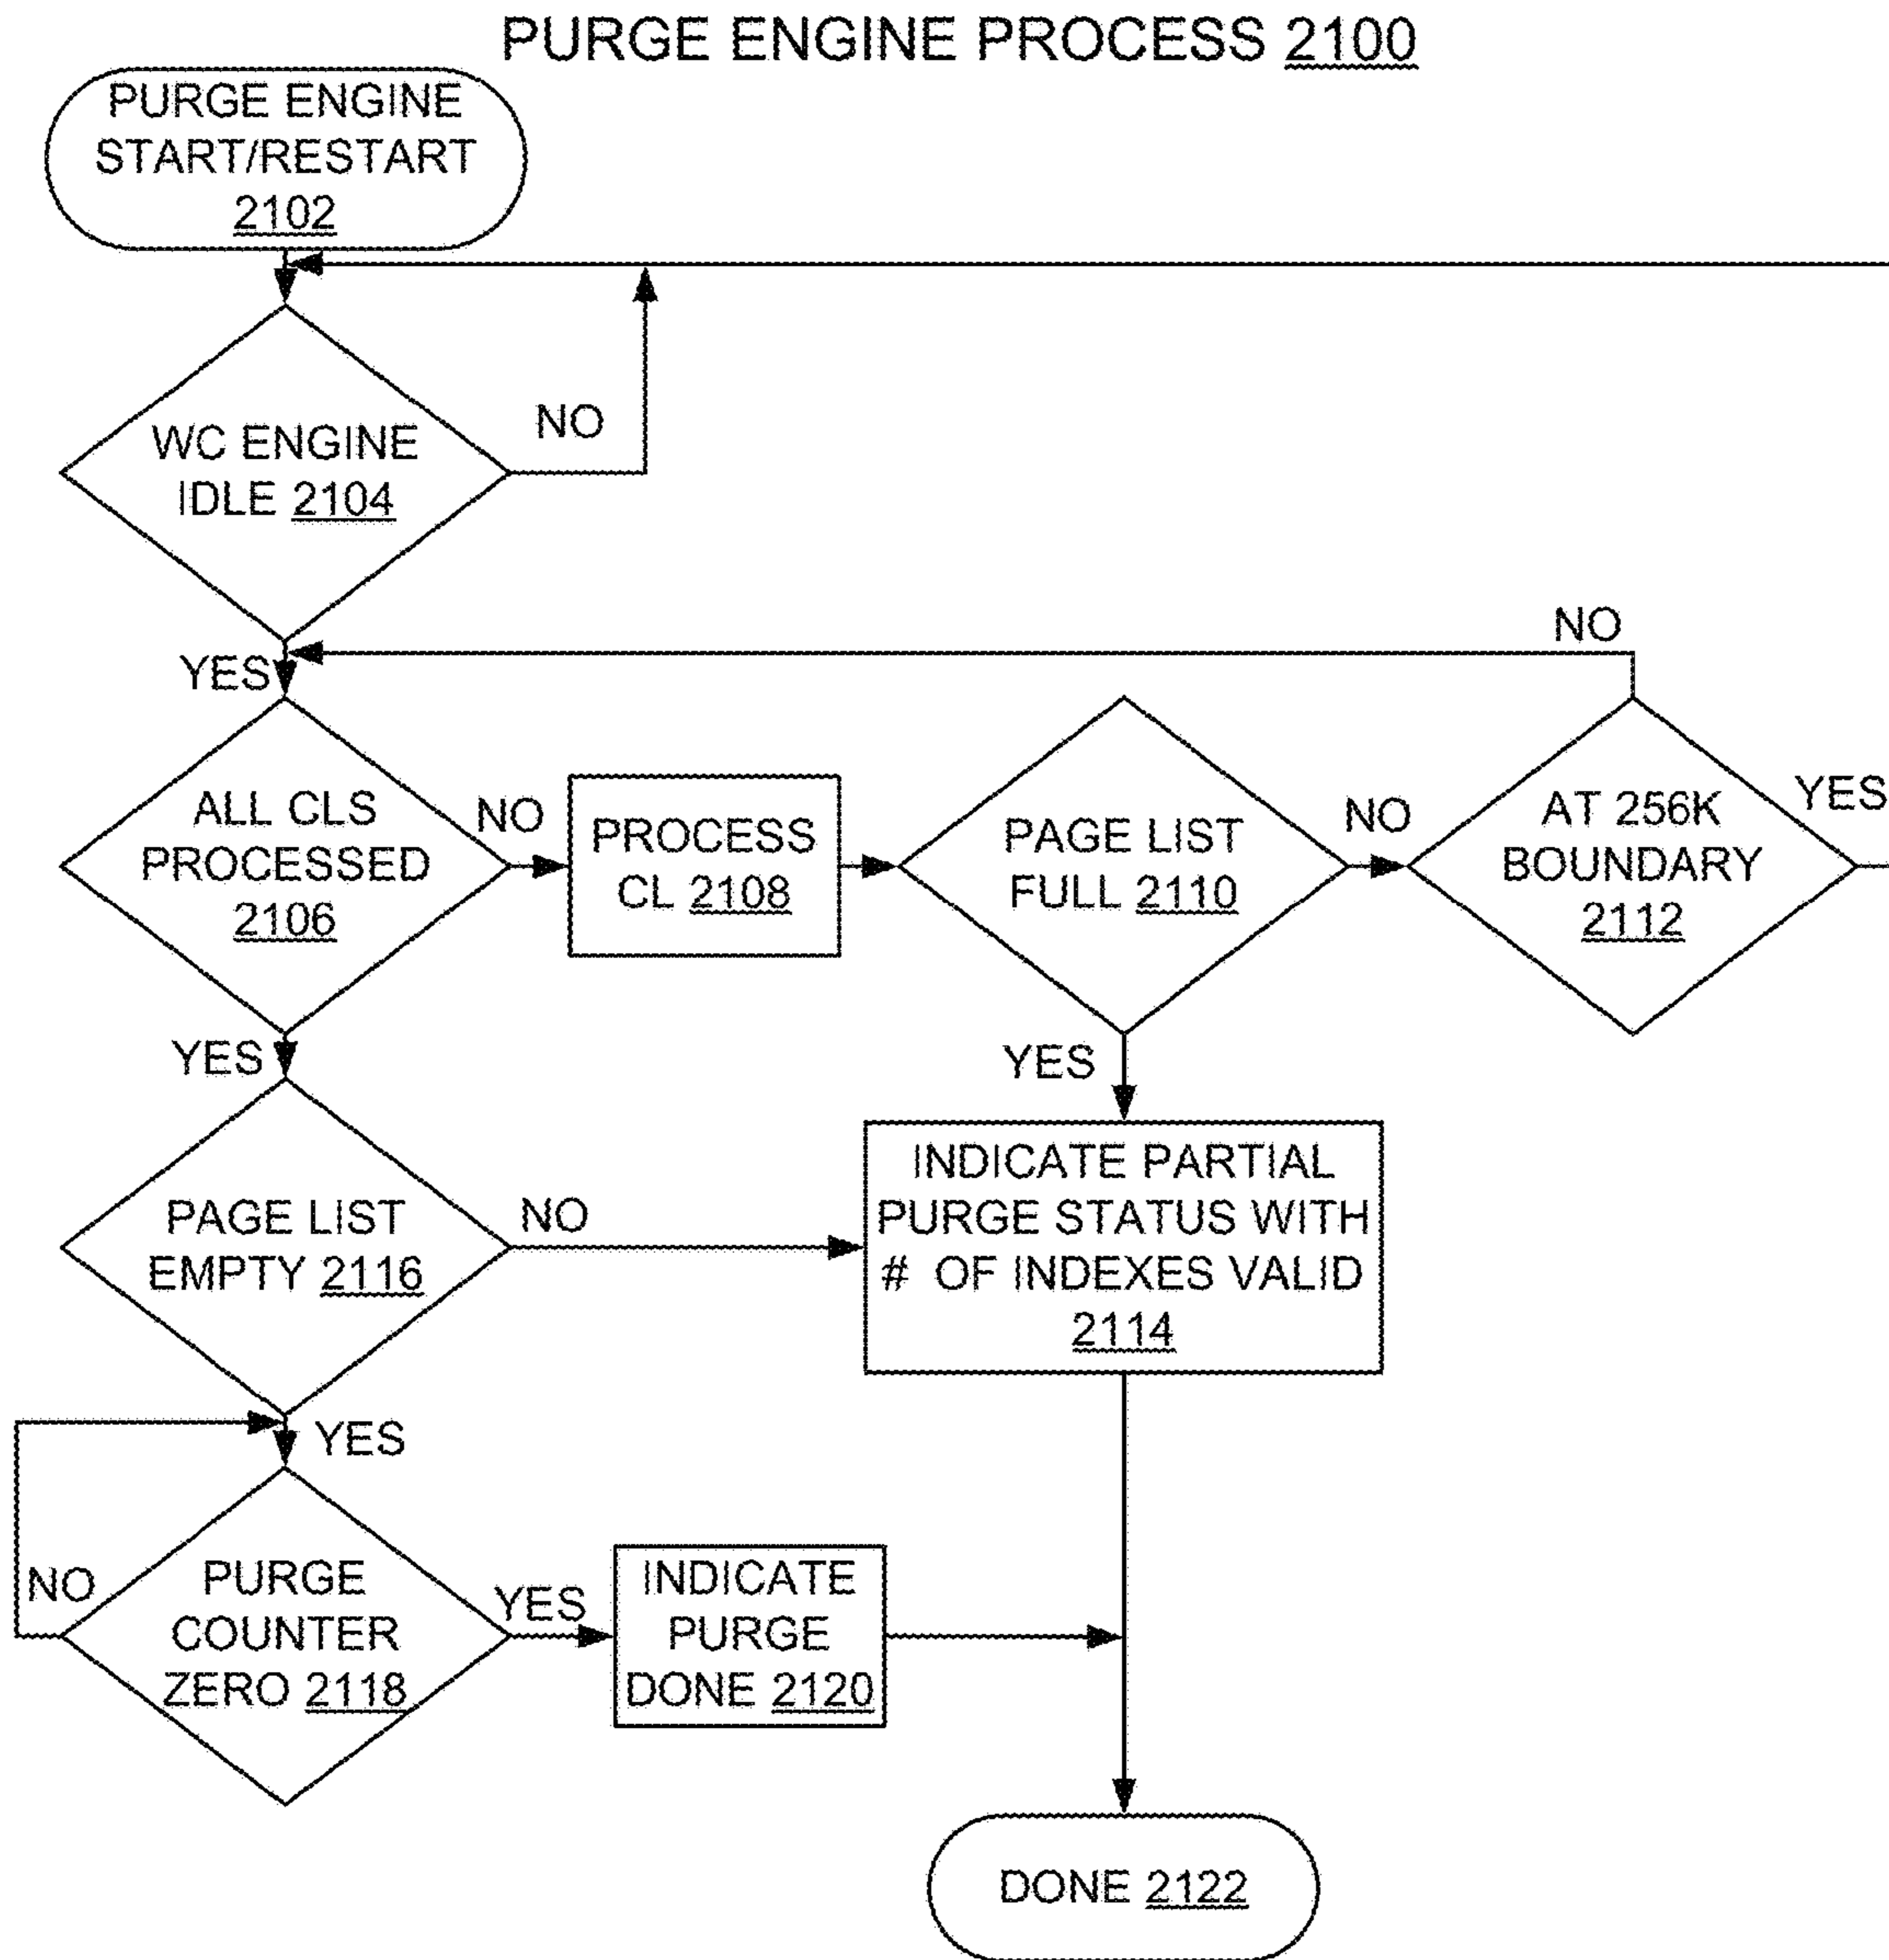 PURGE ENGINE PROCESS 2100
PURGE ENGINE
START/RESTART
2102
NO
WC ENGINE
IDLE 2104
YES
NO
ALL CLS
PROCESSED
2106
NO
PROCESS
CL 2108
PAGE LIST
FULL 2110
NO
AT 256K
BOUNDARY
2112
YES
YES
YES
PAGE LIST
EMPTY 2116
NO
INDICATE PARTIAL
PURGE STATUS WITH
# OF INDEXES VALID
2114
YES
NO
PURGE
COUNTER
ZERO 2118
YES
INDICATE
PURGE
DONE 2120
DONE 2122